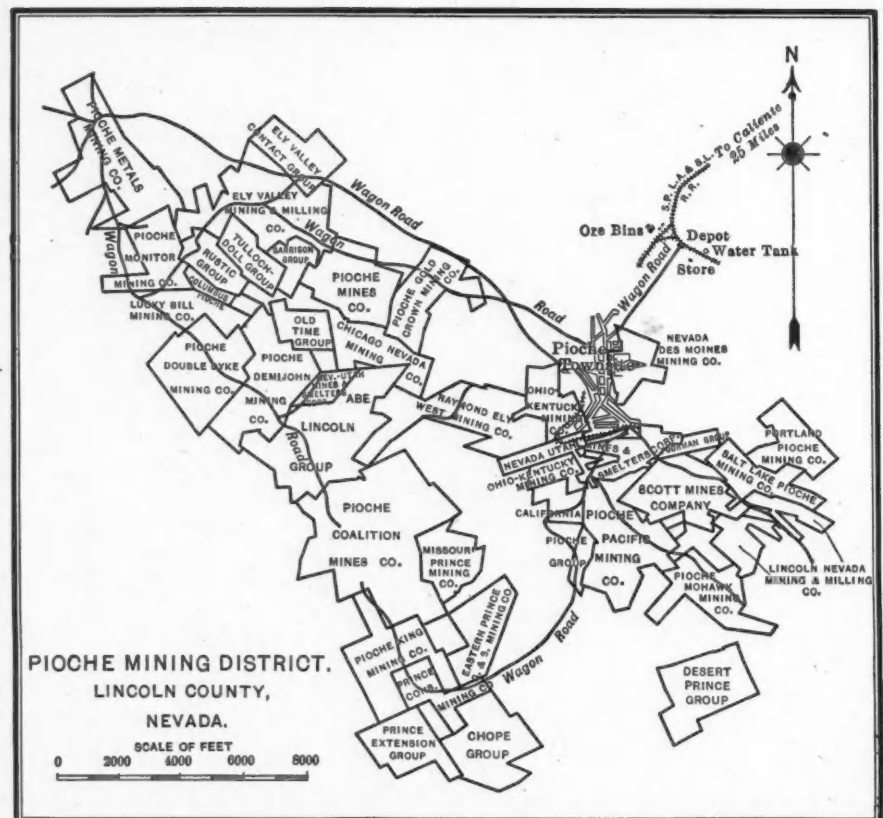 N
S.P., L.A. & S.L.
R.R.
To Caliente
25 Miles
Ore Bins
Depot
Water Tank
Store
Wagon Road
PIOCHE METALS
MINING CO.
ELY VALLEY
CONTACT GROUP
Wagon Road
ELY VALLEY
MINING & MILLING
CO.
Wagon
Road
GARRISON
GROUP
TULLOCH-
DOLL GROUP
RUSTIC
GROUP
PIOCHE
MONITOR
MINING CO.
Wagon
Road
COLUMBUS
PIOCHE
LUCKY BILL
MINING CO.
PIOCHE
MINES
CO.
PIOCHE GOLD
CROWN MINING
CO.
OLD
TIME
GROUP
CHICAGO NEVADA
MINING
CO.
PIOCHE
DOUBLE DYKE
MINING CO.
PIOCHE
DEMIJOHN
MINING
CO.
NEV.-UTAH
MINES &
SMELTERS
CORP.
ABE
LINCOLN
GROUP
RAYMOND ELY
WEST MINING CO.
Pioche
Townsite
NEVADA
DES MOINES
MINING CO.
OHIO-
KENTUCKY
MINING
CO.
NEVADA UTAH MINES &
SMELTERS CORP.
OHIO-KENTUCKY
MINING CO.
GORMAN GROUP
PORTLAND
PIOCHE
MINING CO.
SALT LAKE PIOCHE
MINING CO.
SCOTT MINES
COMPANY
CALIFORNIA
PIOCHE
GROUP
PIOCHE
PACIFIC
MINING
CO.
LINCOLN NEVADA
MINING & MILLING
CO.
PIOCHE
MOHAWK
MINING
CO.
PIOCHE
COALITION
MINES CO.
MISSOURI
PRINCE
MINING
CO.
EASTERN PRINCE
G. & S. MINING CO.
Wagon Road
PIOCHE KING
MINING CO.
PRINCE
CONS.
MINING CO.
PRINCE
EXTENSION
GROUP
CHOPE
GROUP
DESERT
PRINCE
GROUP
PIOCHE MINING DISTRICT.
LINCOLN COUNTY,
NEVADA.
SCALE OF FEET
0 2000 4000 6000 8000